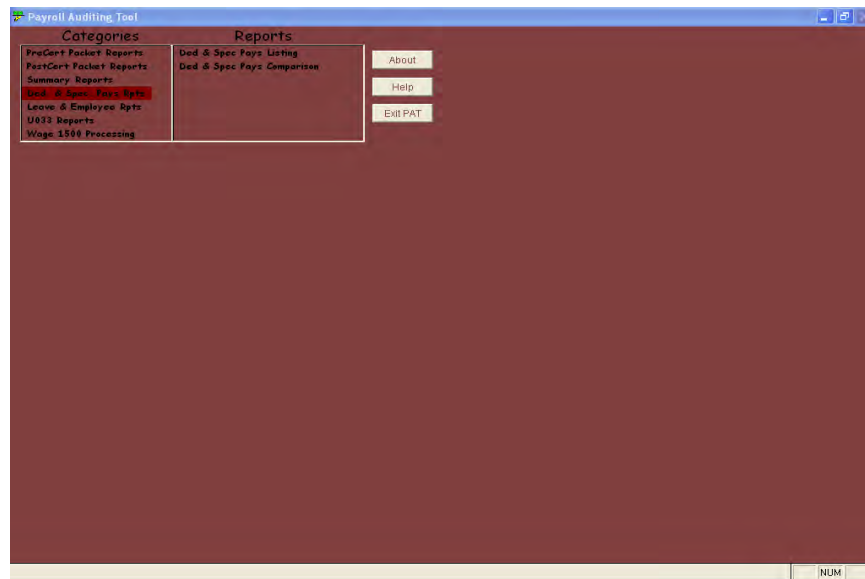 Payroll Auditing Tool
Categories
Reports
PreCert Packet Reports
PostCert Packet Reports
Summary Reports
Ded. & Spec. Pays Rpts
Leave & Employee Rpts
U033 Reports
Wage 1500 Processing
Ded & Spec Pays Listing
Ded & Spec Pays Comparison
About
Help
Exit PAT
NUM